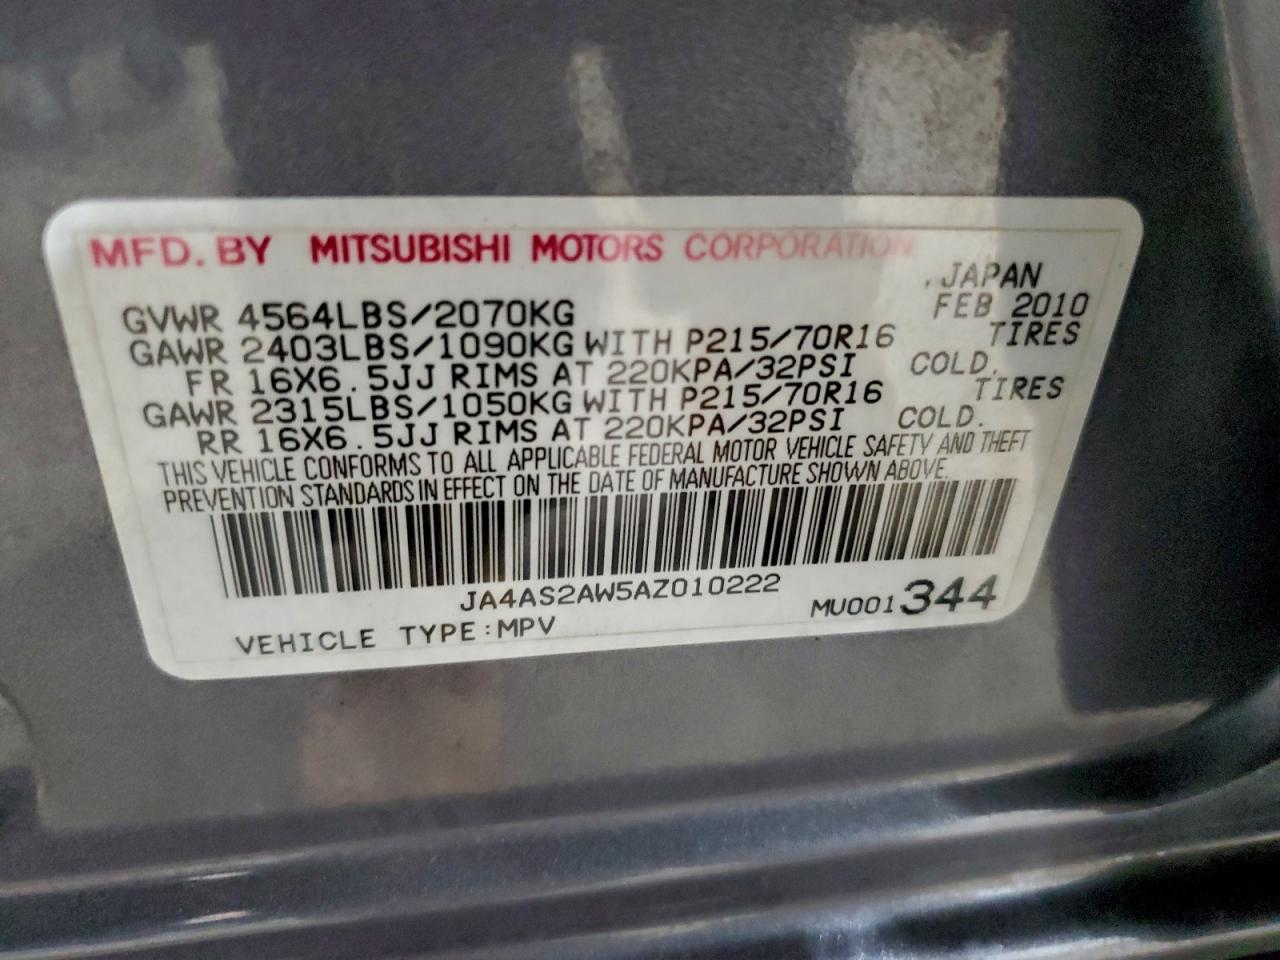 MFD. BY MITSUBISHI MOTORS CORPORATION
JAPAN
GVWR 4564LBS/2070KG FEB 2010
GAWR 2403LBS/1090KG WITH P215/70R16 TIRES
FR 16X6.5JJ RIMS AT 220KPA/32PSI COLD.
GAWR 2315LBS/1050KG WITH P215/70R16 TIRES
RR 16X6.5JJ RIMS AT 220KPA/32PSI COLD.
THIS VEHICLE CONFORMS TO ALL APPLICABLE FEDERAL MOTOR VEHICLE SAFETY AND THEFT
PREVENTION STANDARDS IN EFFECT ON THE DATE OF MANUFACTURE SHOWN ABOVE.
JA4AS2AW5AZ010222
MU001344
VEHICLE TYPE:MPV